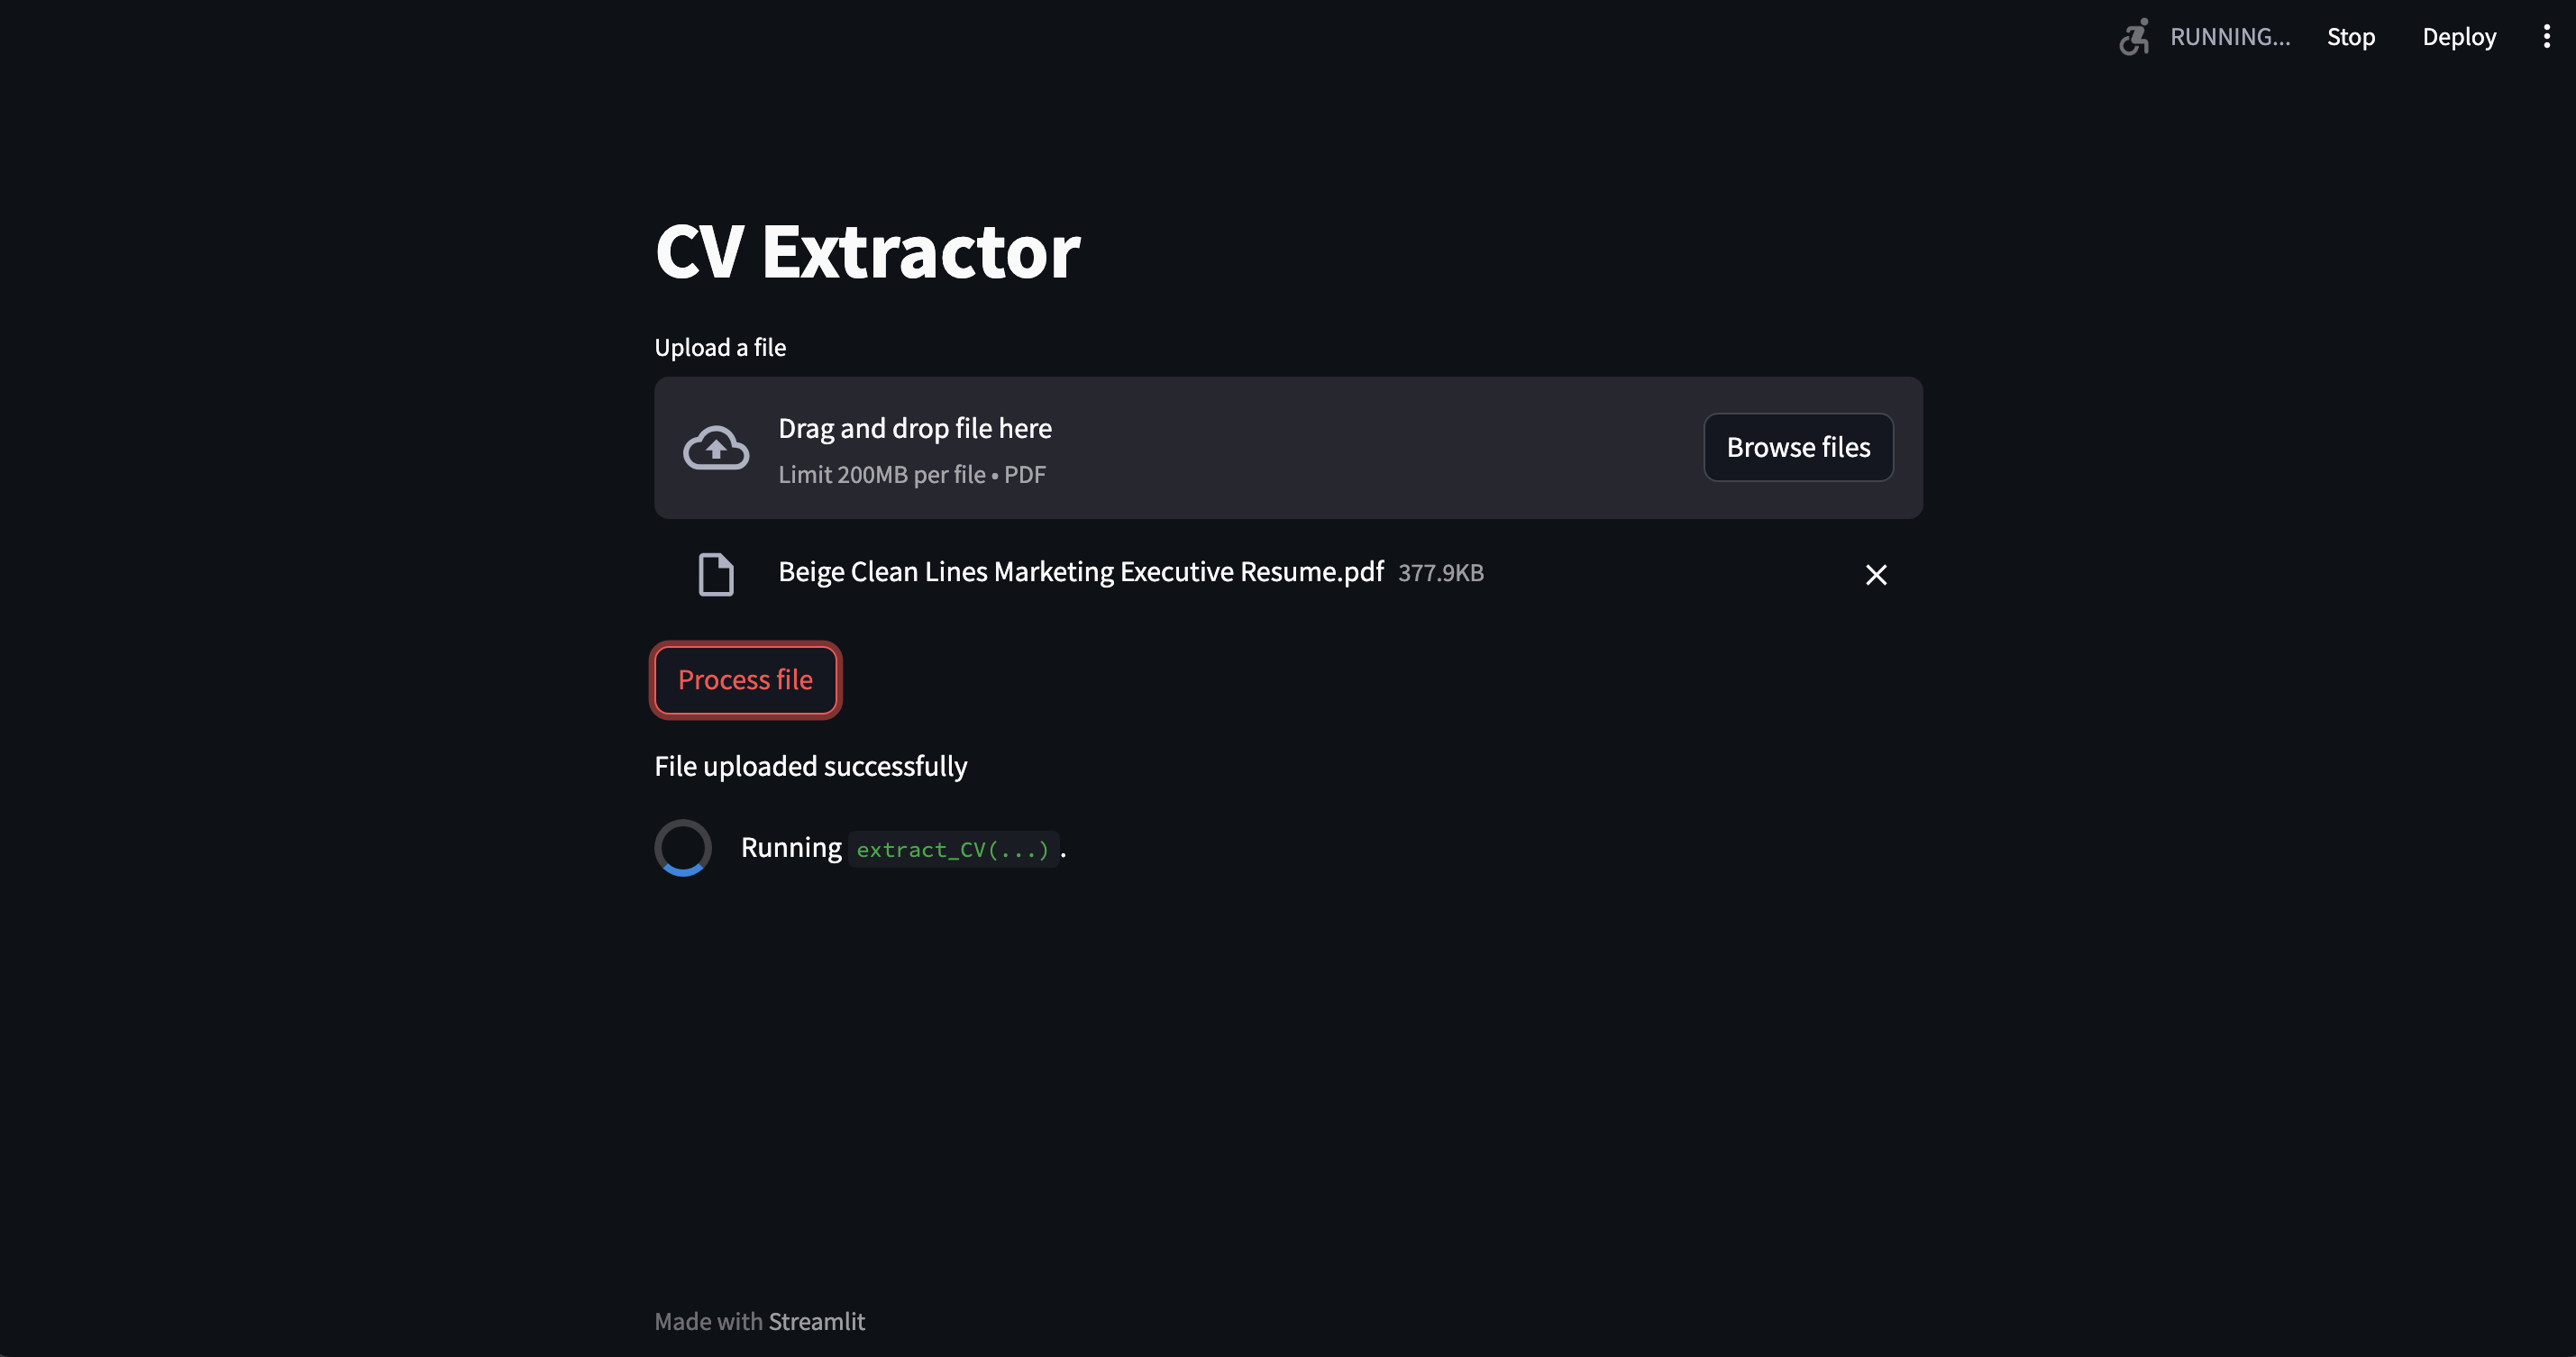 RUNNING...
Stop
Deploy
CV Extractor
Upload a file
Drag and drop file here
Limit 200MB per file • PDF
Browse files
Beige Clean Lines Marketing Executive Resume.pdf 377.9KB
Process file
File uploaded successfully
Running extract_CV(...) .
Made with Streamlit